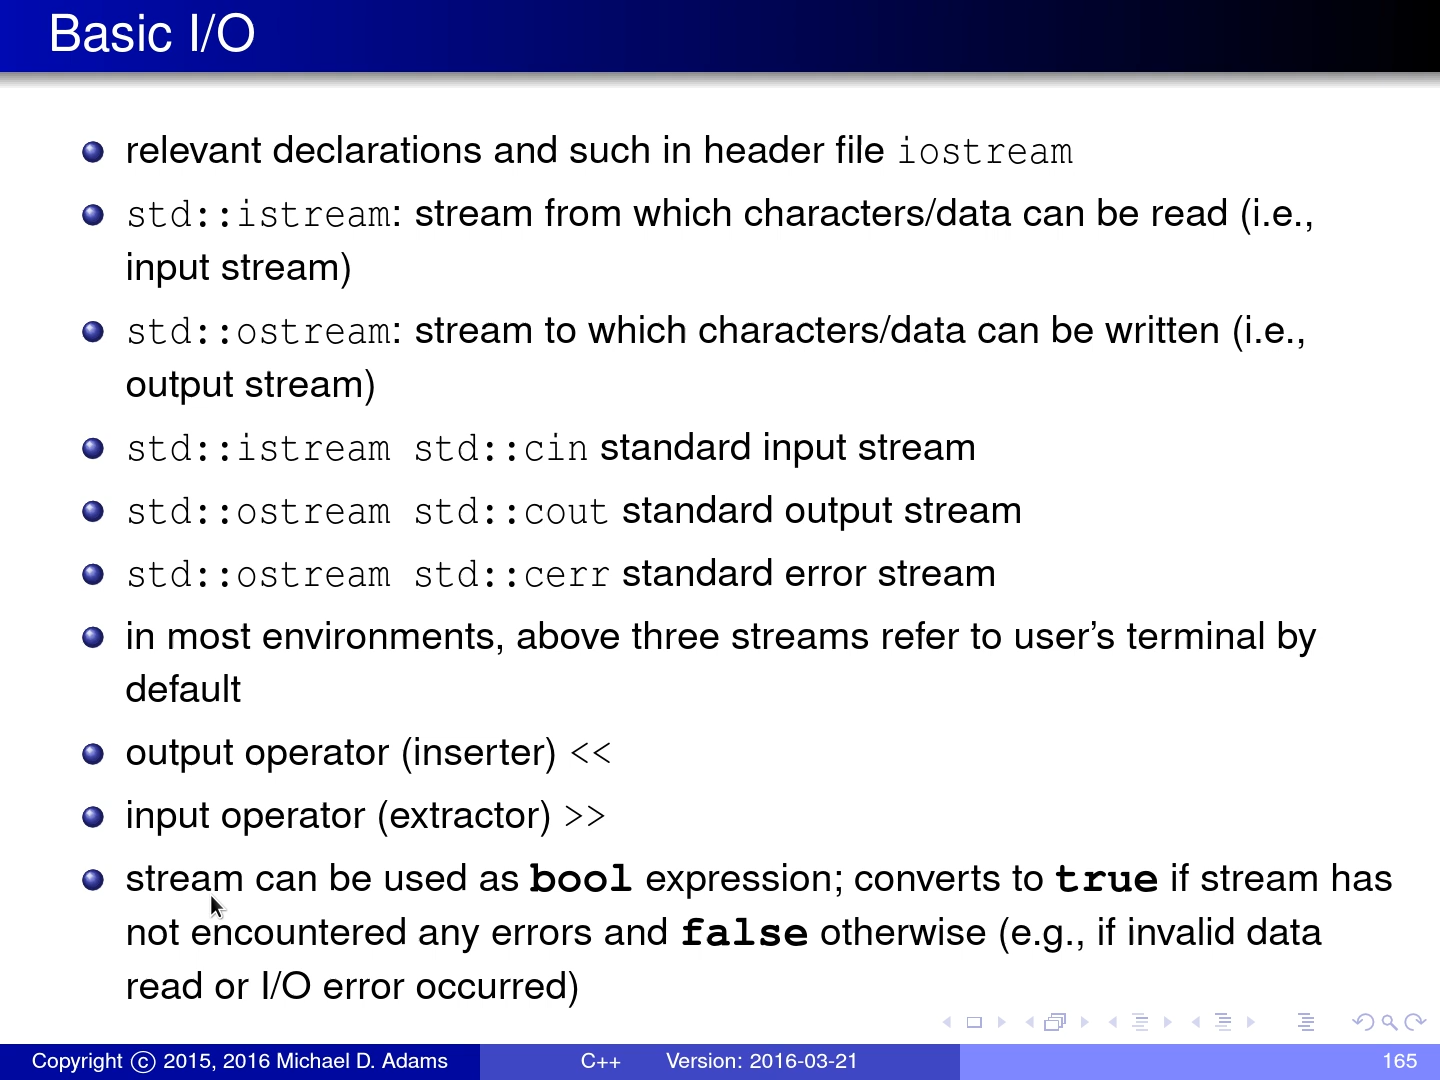 Basic I/O
relevant declarations and such in header file iostream
std::istream: stream from which characters/data can be read (i.e.,
input stream)
std::ostream: stream to which characters/data can be written (i.e.,
output stream)
std::istream std::cin standard input stream
std::ostream std::cout standard output stream
std::ostream std::cerr standard error stream
in most environments, above three streams refer to user’s terminal by
default
output operator (inserter) <<
input operator (extractor) >>
stream can be used as bool expression; converts to true if stream has
not encountered any errors and false otherwise (e.g., if invalid data
read or I/O error occurred)
Copyright © 2015, 2016 Michael D. Adams C++ Version: 2016-03-21 165